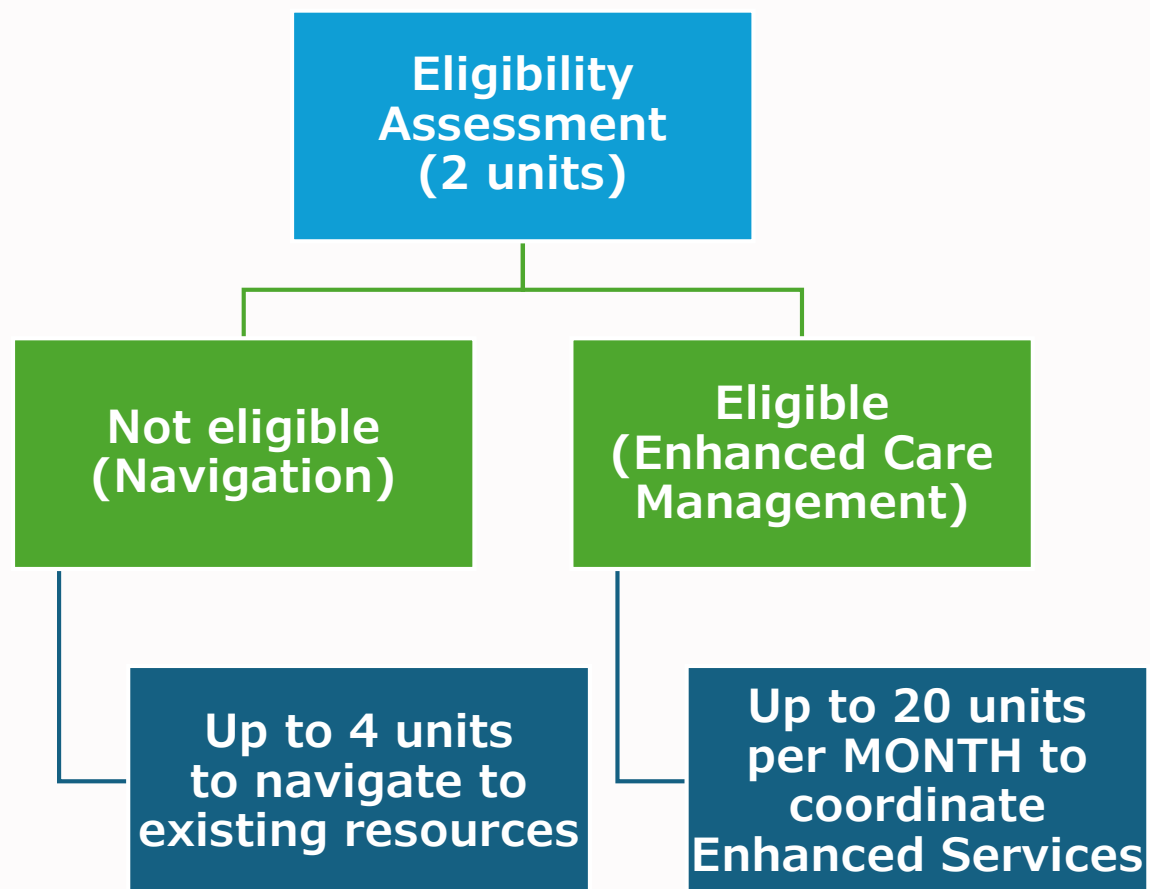 Eligibility
Assessment
(2 units)
Not eligible
(Navigation)
Eligible
(Enhanced Care
Management)
Up to 4 units
to navigate to
existing resources
Up to 20 units
per MONTH to
coordinate
Enhanced Services